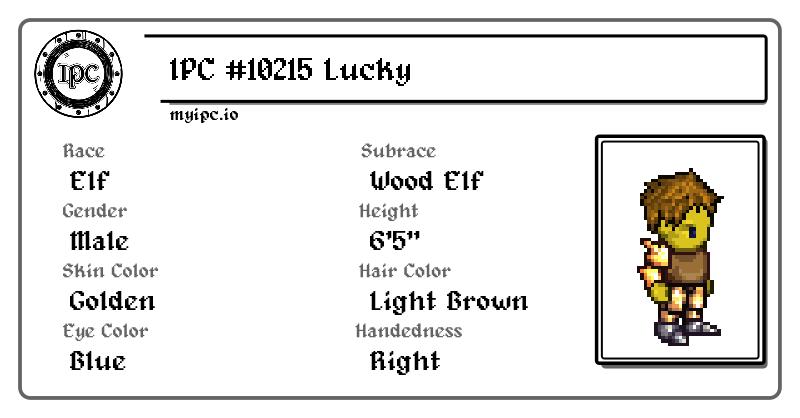 IPC
IPC #10215 Lucky
myipc.io
Race
Elf
Subrace
Wood Elf
Gender
Male
Height
6'5"
Skin Color
Golden
Hair Color
Light Brown
Eye Color
Blue
Handedness
Right